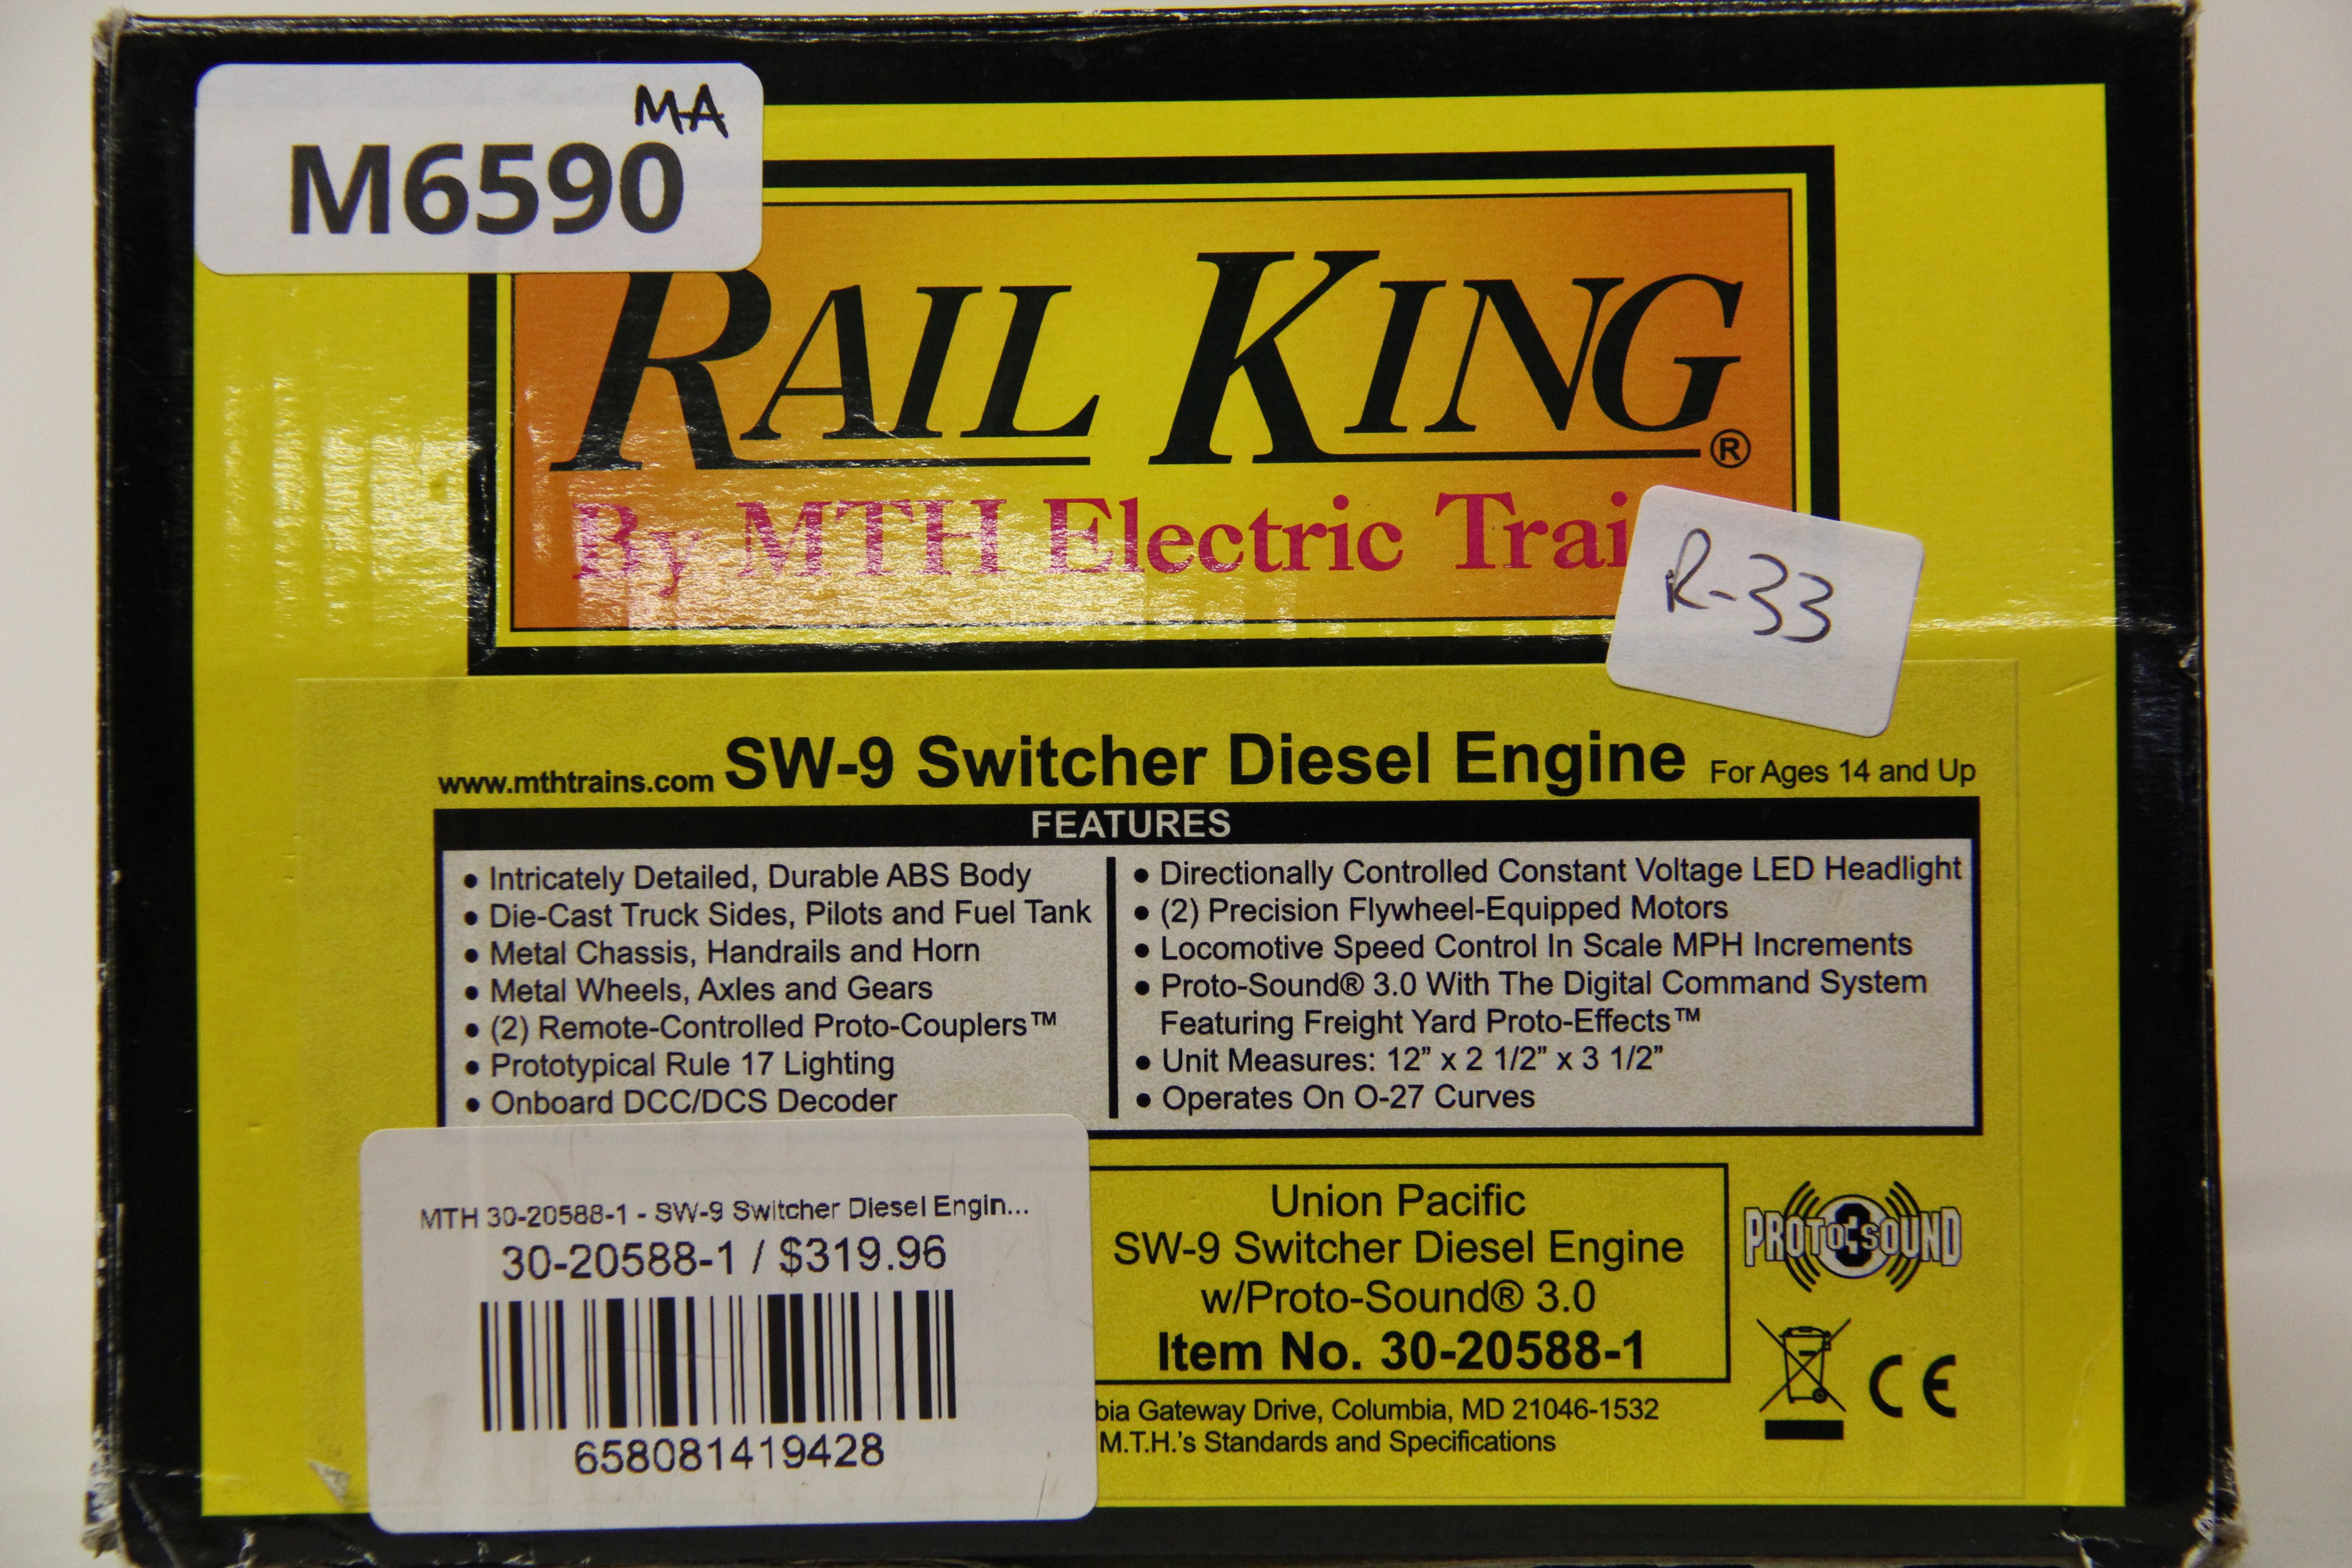 MA
M6590
RAIL KING®
By MTH Electric Trai
R-33
www.mthtrains.com SW-9 Switcher Diesel Engine For Ages 14 and Up
FEATURES
• Intricately Detailed, Durable ABS Body
• Die-Cast Truck Sides, Pilots and Fuel Tank
• Metal Chassis, Handrails and Horn
• Metal Wheels, Axles and Gears
• (2) Remote-Controlled Proto-Couplers™
• Prototypical Rule 17 Lighting
• Onboard DCC/DCS Decoder
• Directionally Controlled Constant Voltage LED Headlight
• (2) Precision Flywheel-Equipped Motors
• Locomotive Speed Control In Scale MPH Increments
• Proto-Sound® 3.0 With The Digital Command System
Featuring Freight Yard Proto-Effects™
• Unit Measures: 12” x 2 1/2” x 3 1/2”
• Operates On O-27 Curves
MTH 30-20588-1 - SW-9 Switcher Diesel Engin...
30-20588-1 / $319.96
658081419428
Union Pacific
SW-9 Switcher Diesel Engine
w/Proto-Sound® 3.0
Item No. 30-20588-1
PROTO 3 SOUND
CE
bia Gateway Drive, Columbia, MD 21046-1532
M.T.H.'s Standards and Specifications